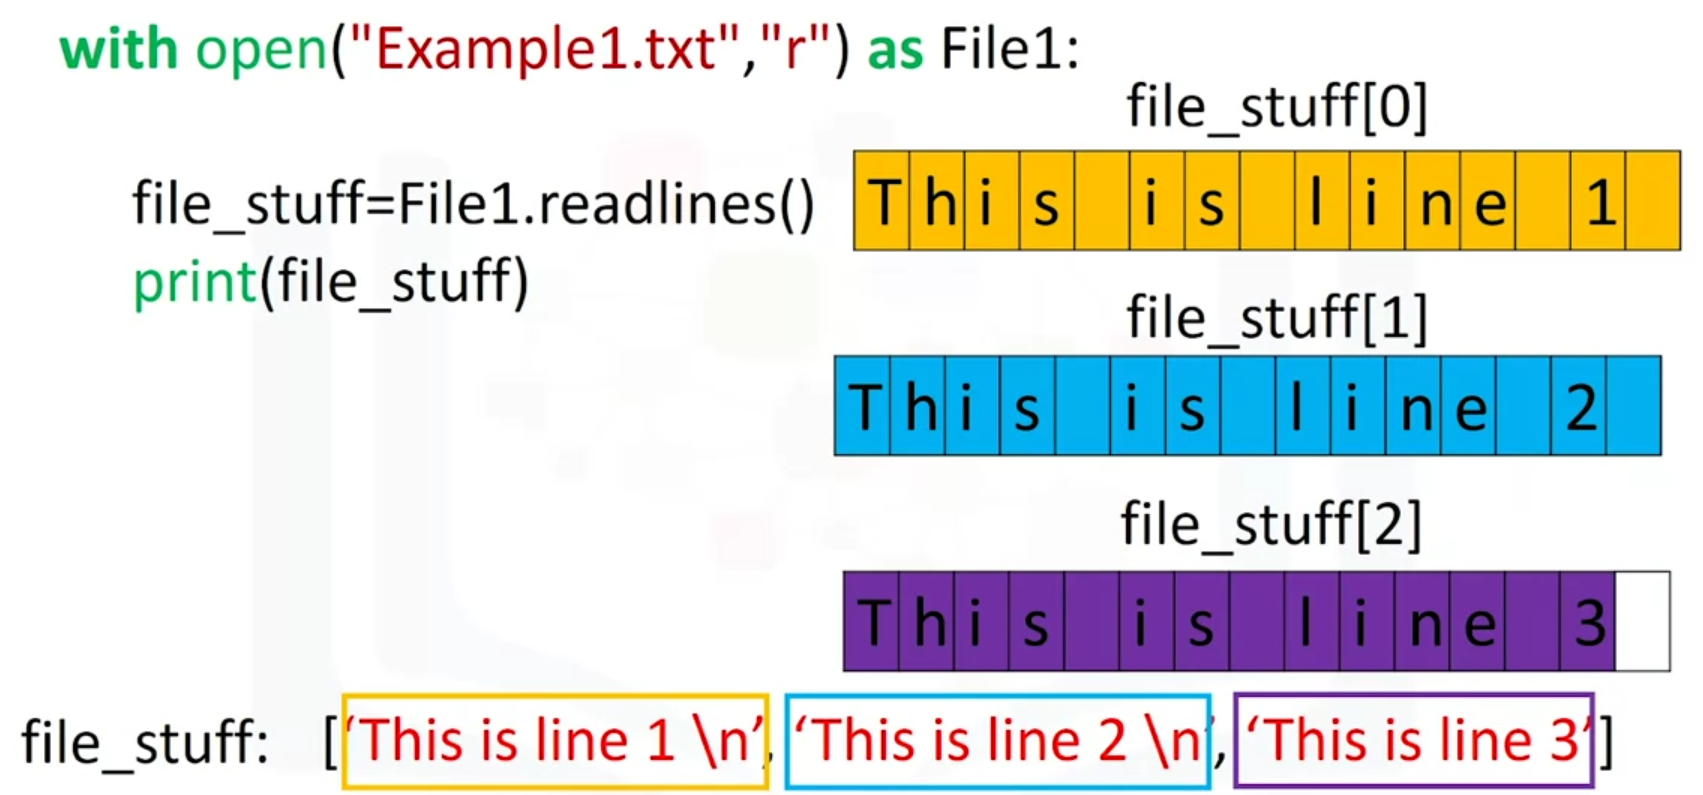 with open("Example1.txt","r") as File1:
file_stuff[0]
file_stuff=File1.readlines()
This is line 1
print(file_stuff)
file_stuff[1]
This is line 2
file_stuff[2]
This is line 3
file_stuff: [‘This is line 1 \n’, ‘This is line 2 \n’, ‘This is line 3’]